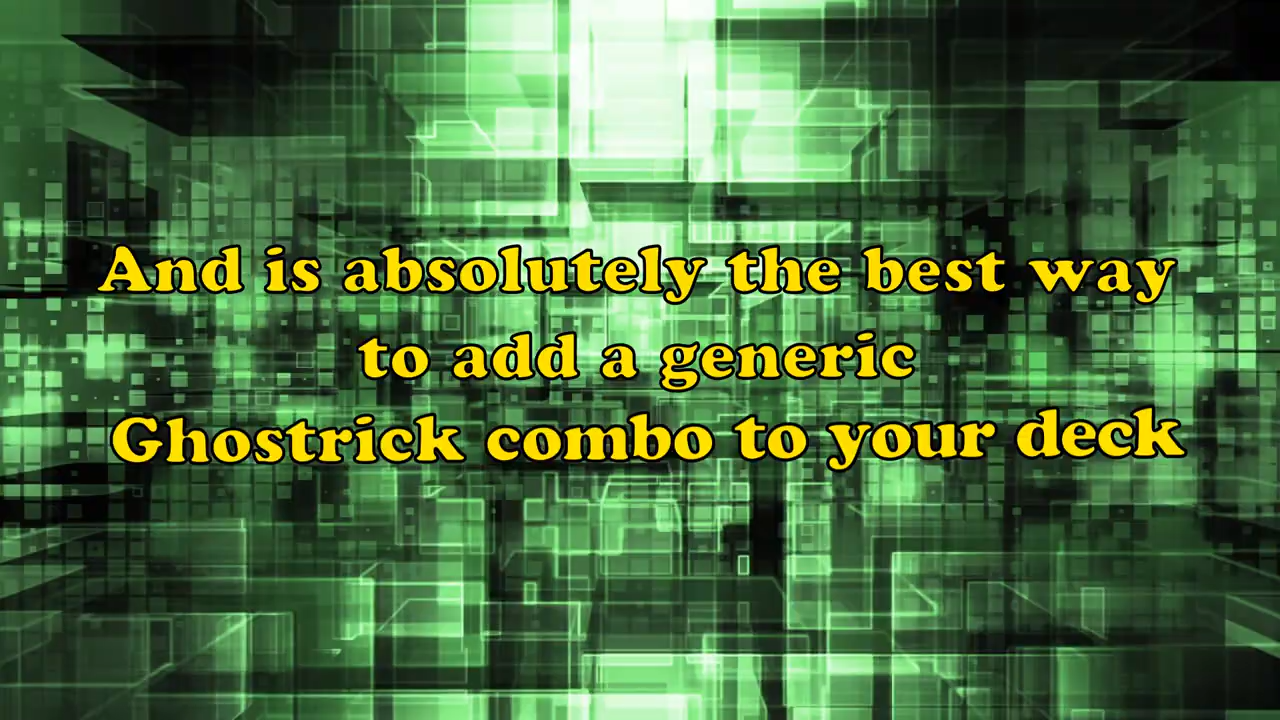 And is absolutely the best way
to add a generic
Ghostrick combo to your deck